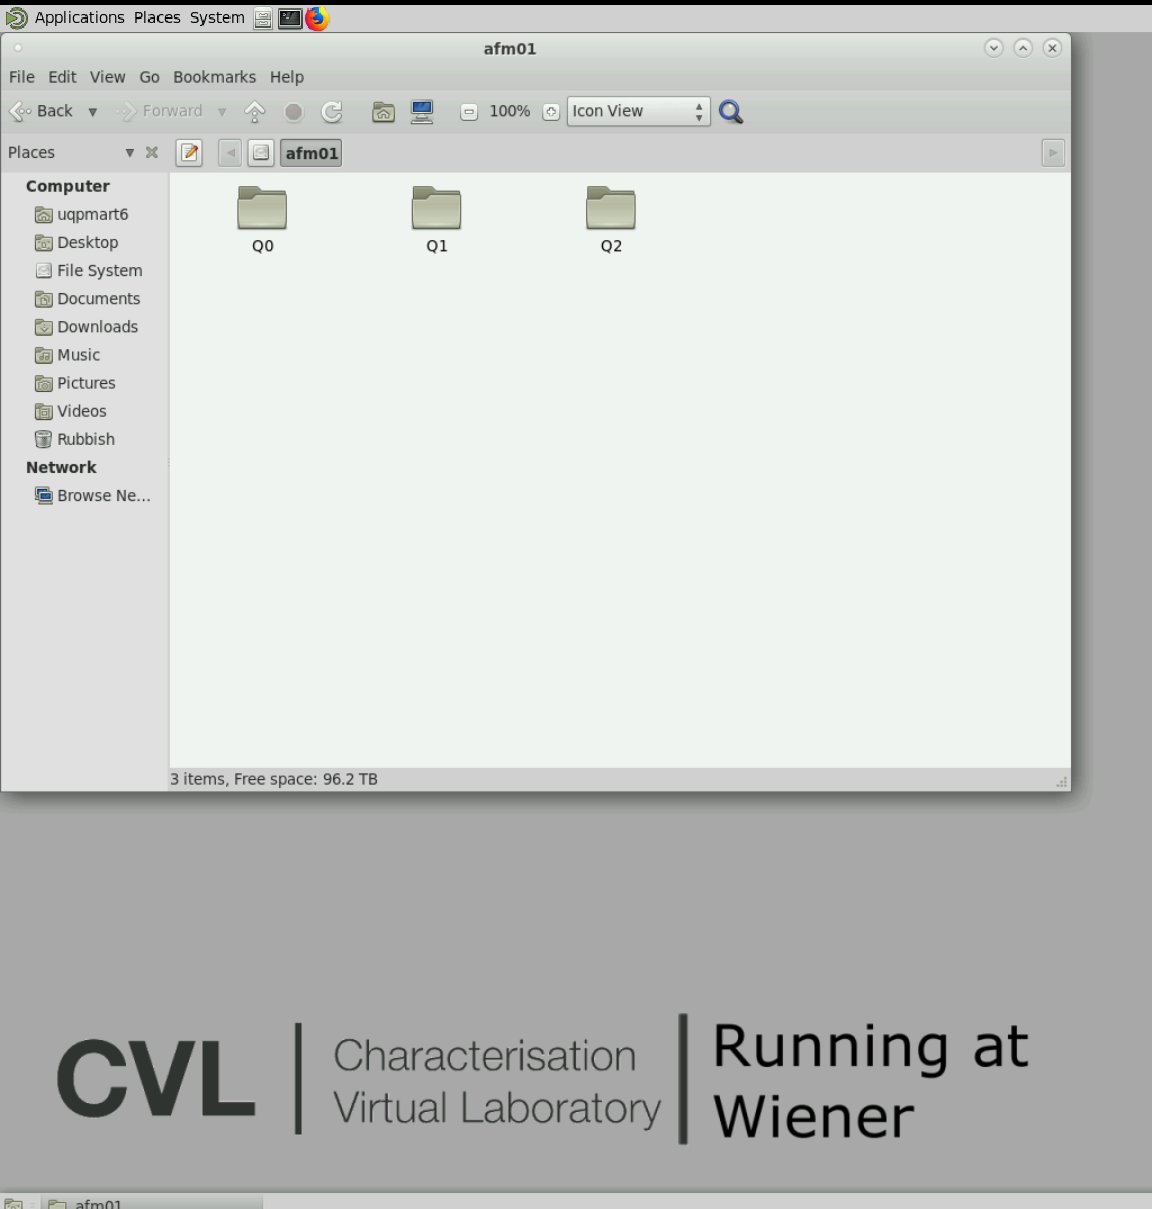 Applications Places System
afm01
File Edit View Go Bookmarks Help
Back Forward 100% Icon View
Places afm01
Computer
uqpmart6
Desktop
File System
Documents
Downloads
Music
Pictures
Videos
Rubbish
Network
Browse Ne...
Q0 Q1 Q2
3 items, Free space: 96.2 TB
CVL
Characterisation
Virtual Laboratory
Running at
Wiener
afm01